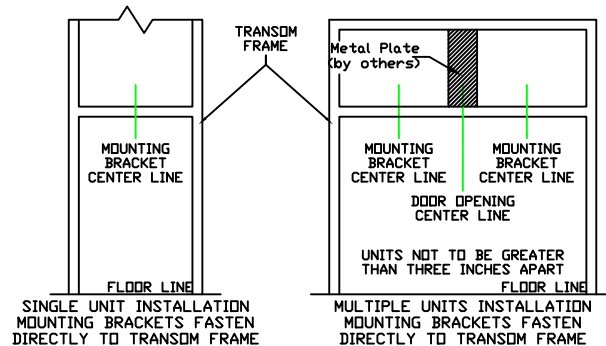 TRANSOM
FRAME
Metal Plate
(by others)
MOUNTING
BRACKET
CENTER LINE
MOUNTING
BRACKET
CENTER LINE
MOUNTING
BRACKET
CENTER LINE
DOOR OPENING
CENTER LINE
UNITS NOT TO BE GREATER
THAN THREE INCHES APART
FLOOR LINE
FLOOR LINE
SINGLE UNIT INSTALLATION
MOUNTING BRACKETS FASTEN
DIRECTLY TO TRANSOM FRAME
MULTIPLE UNITS INSTALLATION
MOUNTING BRACKETS FASTEN
DIRECTLY TO TRANSOM FRAME